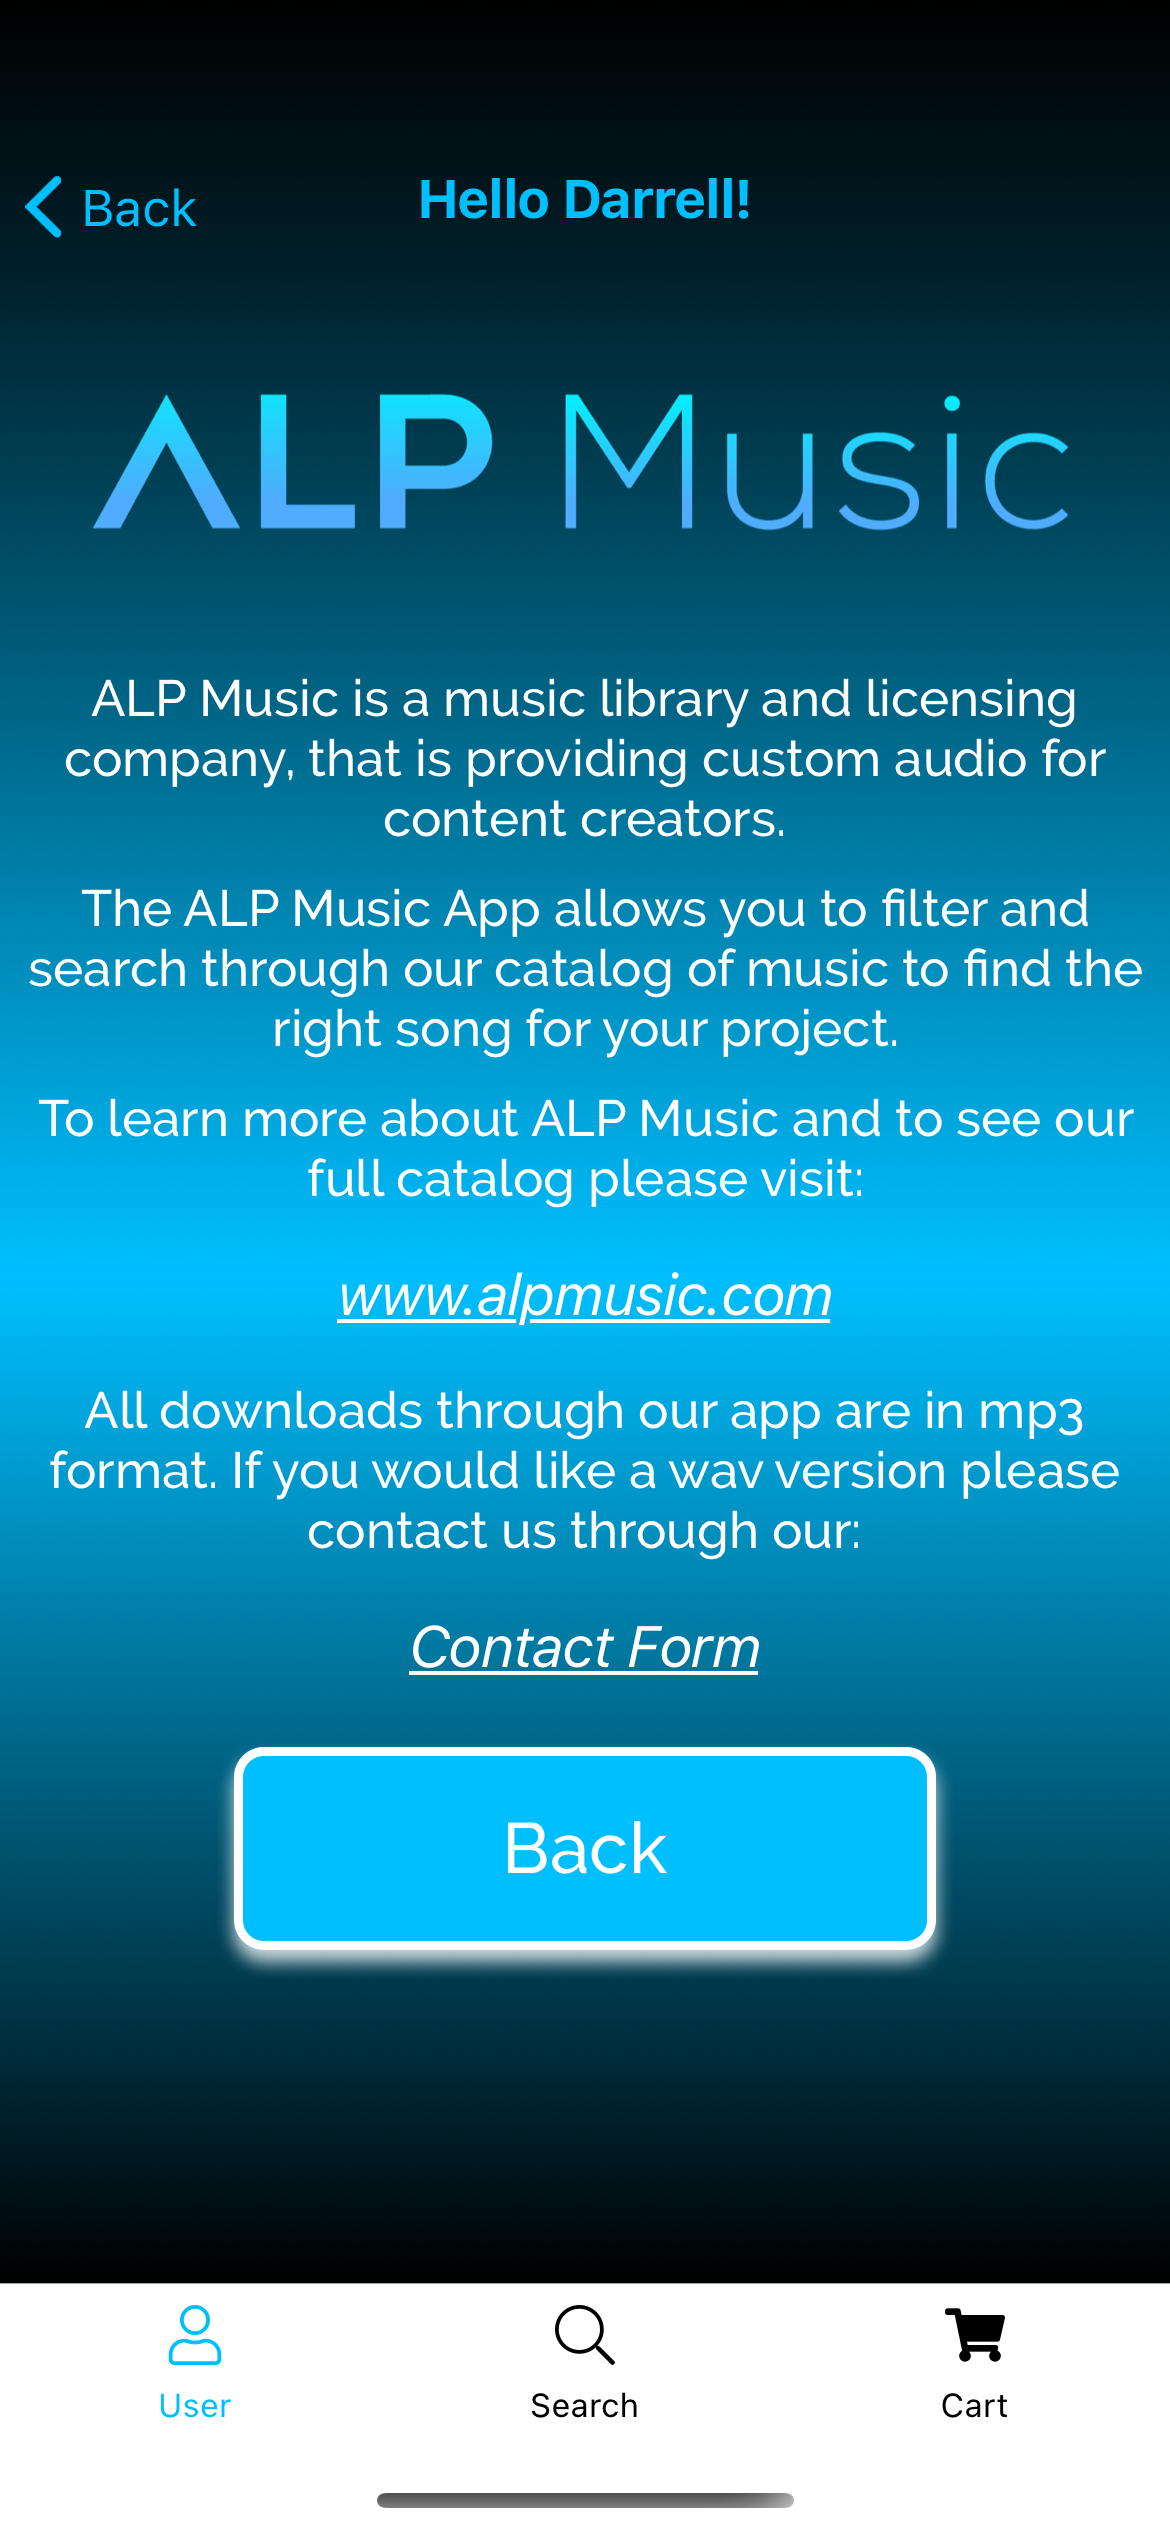 Back
Hello Darrell!
ALP Music
ALP Music is a music library and licensing
company, that is providing custom audio for
content creators.
The ALP Music App allows you to filter and
search through our catalog of music to find the
right song for your project.
To learn more about ALP Music and to see our
full catalog please visit:
www.alpmusic.com
All downloads through our app are in mp3
format. If you would like a wav version please
contact us through our:
Contact Form
Back
User
Search
Cart